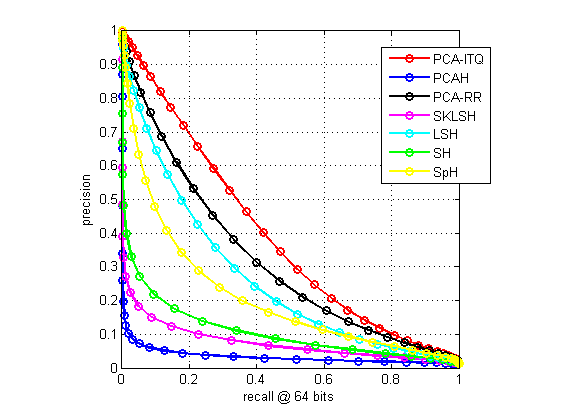 1
0.9
0.8
0.7
0.6
0.5
0.4
0.3
0.2
0.1
0
precision
PCA-ITQ
PCAH
PCA-RR
SKLSH
LSH
SH
SpH
0 0.2 0.4 0.6 0.8 1
recall @ 64 bits